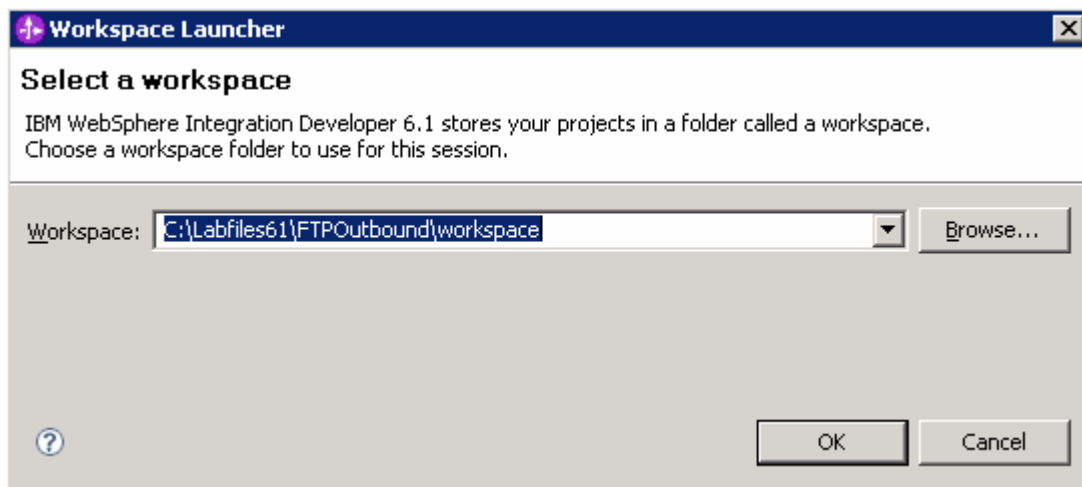 Workspace Launcher
Select a workspace
IBM WebSphere Integration Developer 6.1 stores your projects in a folder called a workspace.
Choose a workspace folder to use for this session.
Workspace: C:\Labfiles61\FTPOutbound\workspace Browse...
? OK Cancel